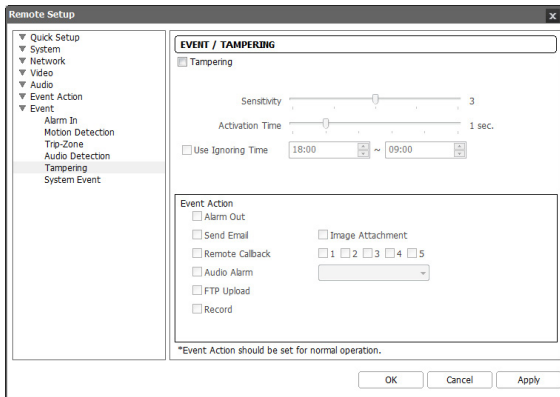 Remote Setup
x
Quick Setup
System
Network
Video
Audio
Event Action
Event
Alarm In
Motion Detection
Trip-Zone
Audio Detection
Tampering
System Event
EVENT / TAMPERING
Tampering
Sensitivity 3
Activation Time 1 sec.
Use Ignoring Time 18:00 ~ 09:00
Event Action
Alarm Out
Send Email Image Attachment
Remote Callback 1 2 3 4 5
Audio Alarm
FTP Upload
Record
*Event Action should be set for normal operation.
OK Cancel Apply